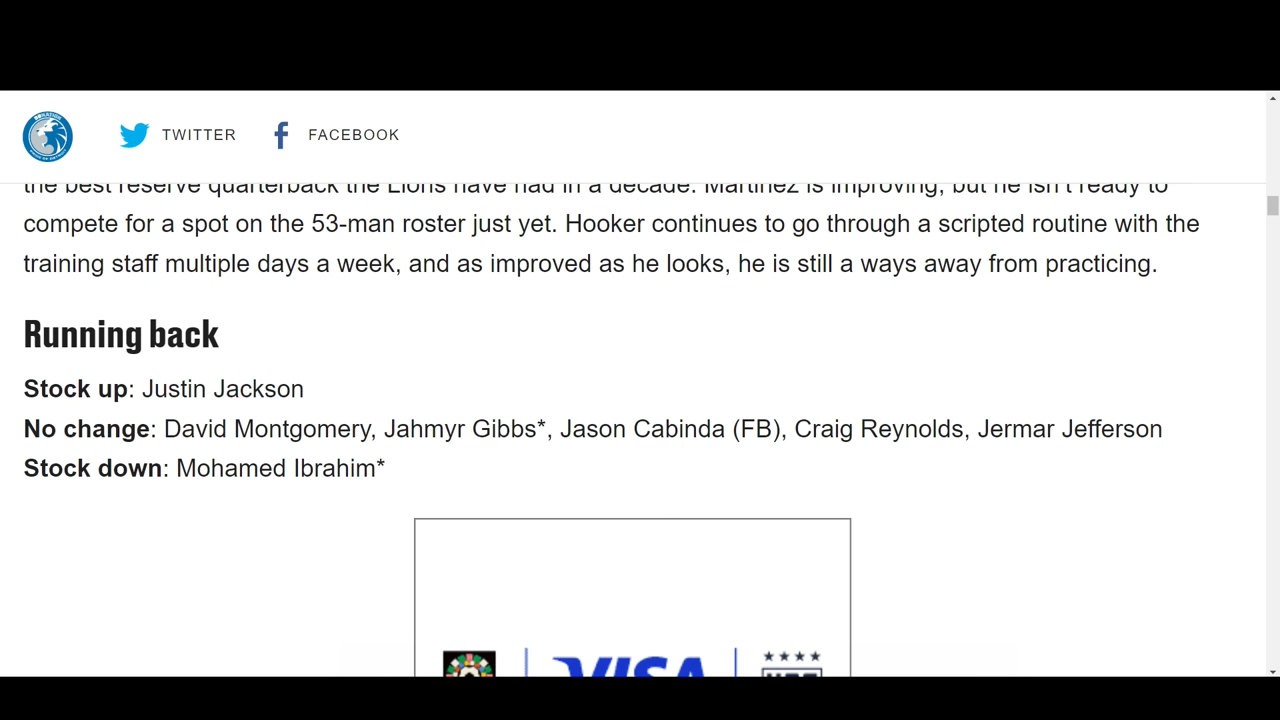 TWITTER FACEBOOK
the best reserve quarterback the Lions have had in a decade. Martinez is improving, but he isn't ready to
compete for a spot on the 53-man roster just yet. Hooker continues to go through a scripted routine with the
training staff multiple days a week, and as improved as he looks, he is still a ways away from practicing.
Running back
Stock up: Justin Jackson
No change: David Montgomery, Jahmyr Gibbs*, Jason Cabinda (FB), Craig Reynolds, Jermar Jefferson
Stock down: Mohamed Ibrahim*
VISA